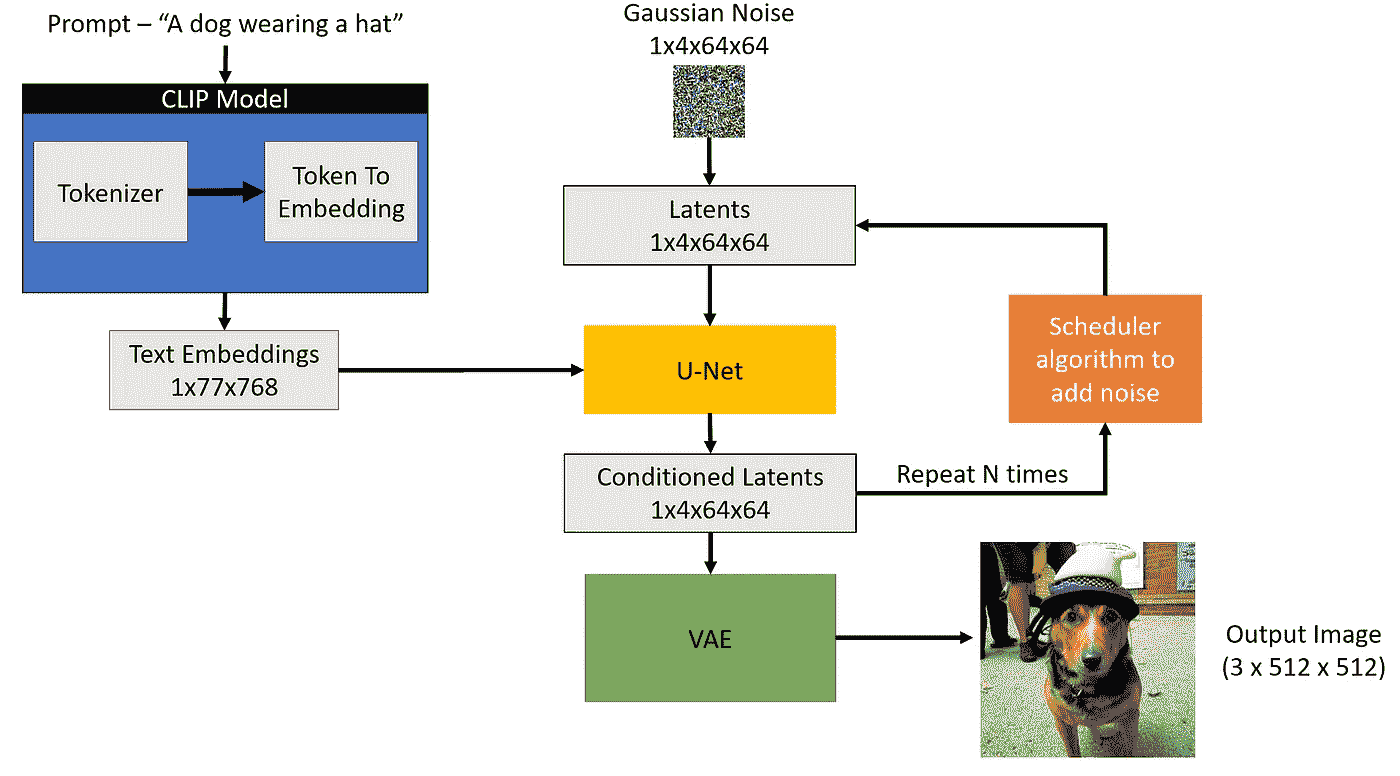 Prompt – “A dog wearing a hat”
CLIP Model
Tokenizer
Token To
Embedding
Text Embeddings
1x77x768
Gaussian Noise
1x4x64x64
Latents
1x4x64x64
U-Net
Conditioned Latents
1x4x64x64
Repeat N times
Scheduler
algorithm to
add noise
VAE
Output Image
(3 x 512 x 512)